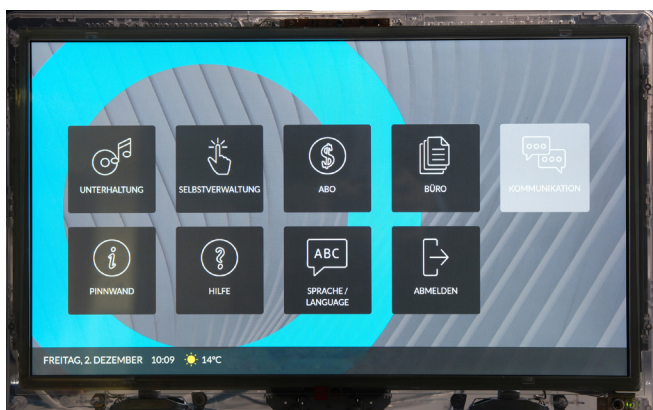 UNTERHALTUNG
SELBSTVERWALTUNG
ABO
BÜRO
KOMMUNIKATION
PINNWAND
HILFE
ABC
SPRACHE /
LANGUAGE
ABMELDEN
FREITAG, 2. DEZEMBER 10:09 14°C